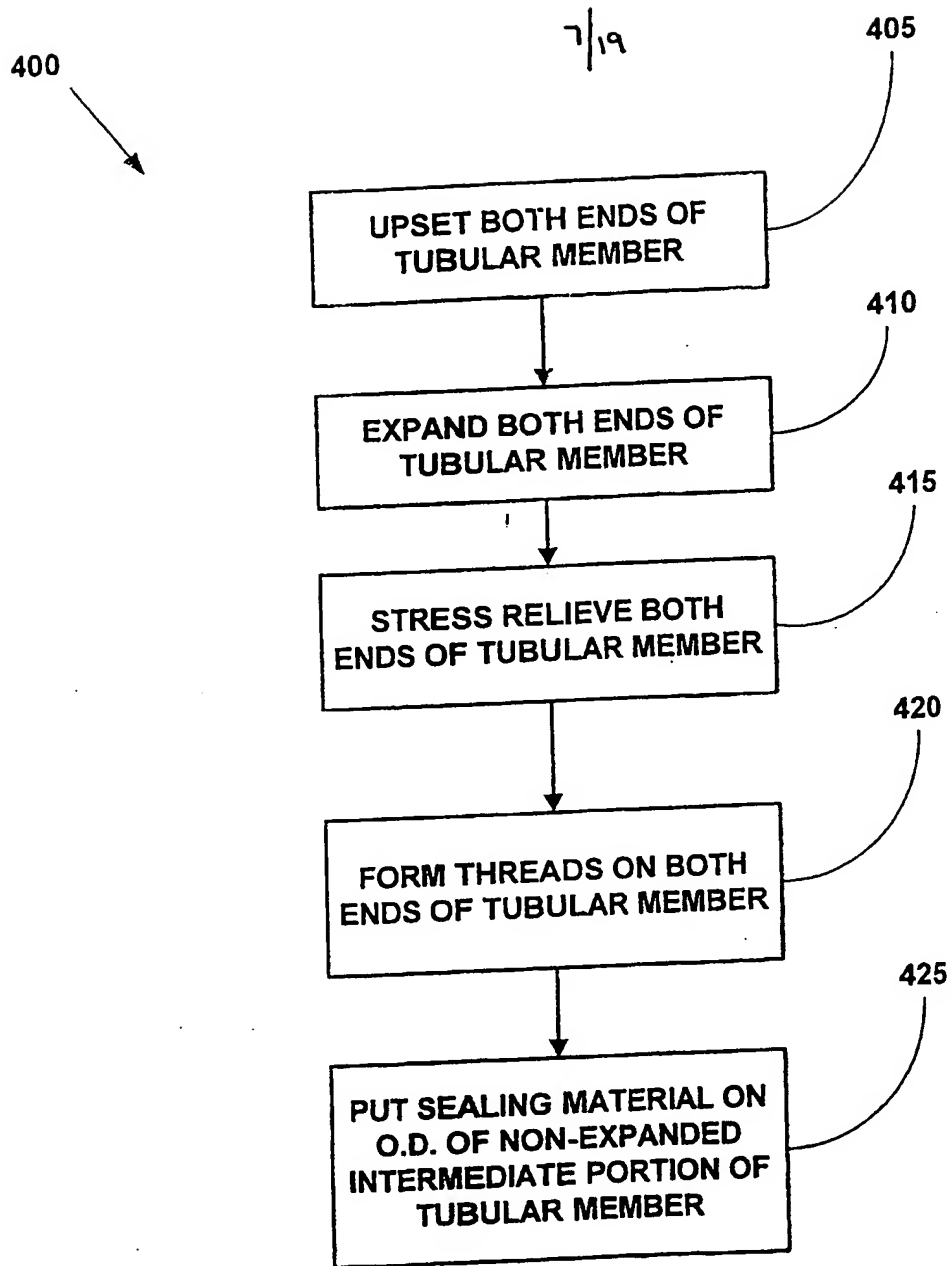 7/19
400
405
UPSET BOTH ENDS OF
TUBULAR MEMBER
410
EXPAND BOTH ENDS OF
TUBULAR MEMBER
415
STRESS RELIEVE BOTH
ENDS OF TUBULAR MEMBER
420
FORM THREADS ON BOTH
ENDS OF TUBULAR MEMBER
425
PUT SEALING MATERIAL ON
O.D. OF NON-EXPANDED
INTERMEDIATE PORTION OF
TUBULAR MEMBER